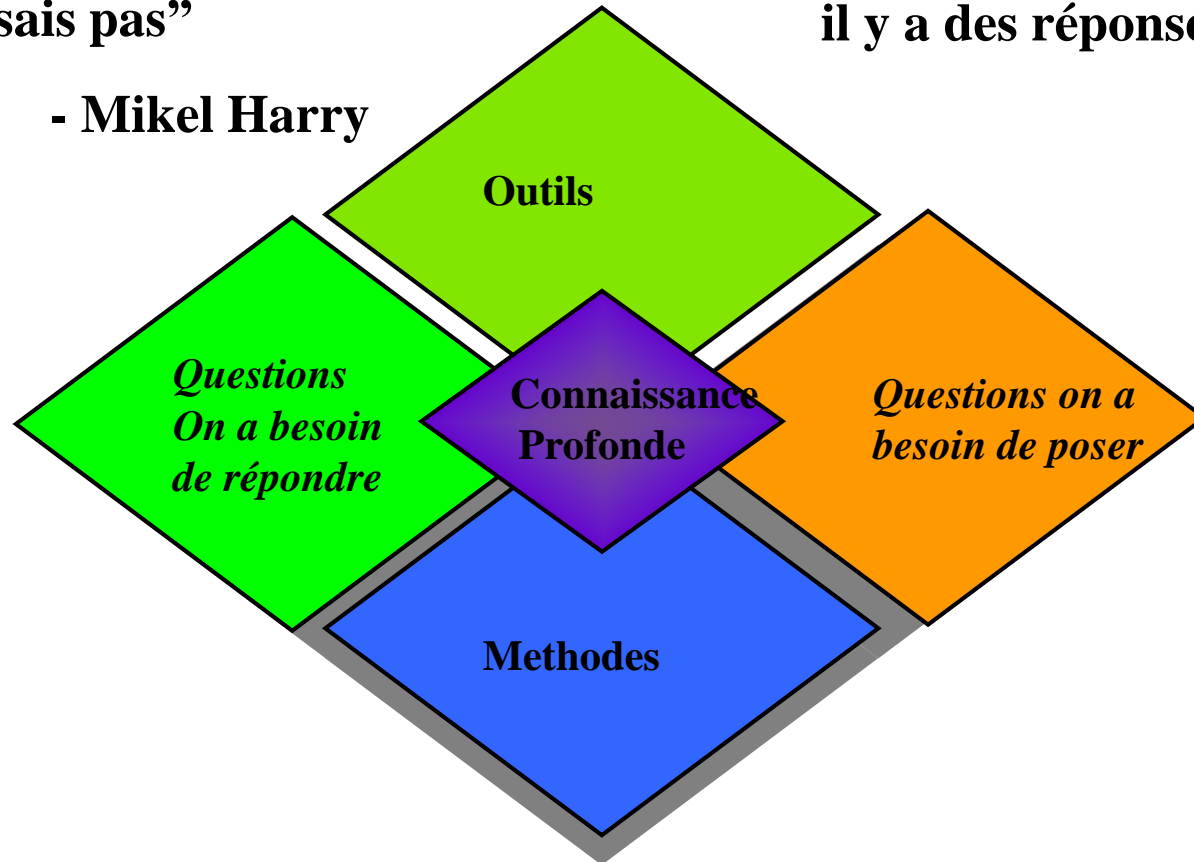 sais pas”
il y a des réponse
- Mikel Harry
Outils
Questions
On a besoin
de répondre
Connaissance
Profonde
Questions on a
besoin de poser
Methodes